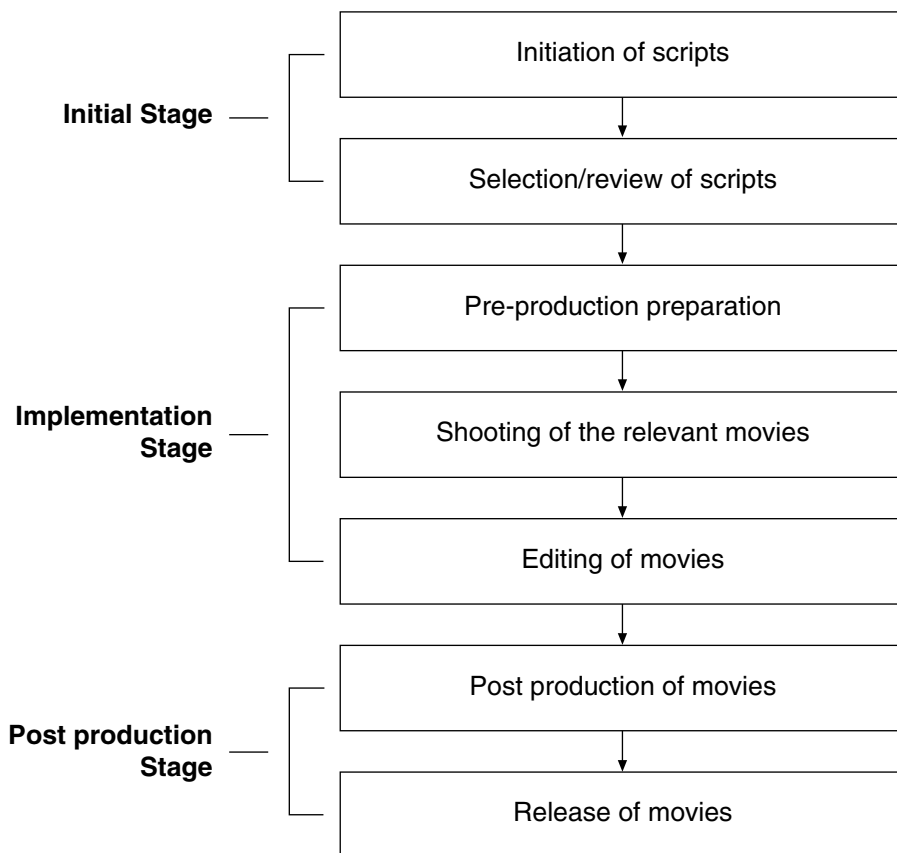 Initiation of scripts
Initial Stage
Selection/review of scripts
Pre-production preparation
Implementation
Stage
Shooting of the relevant movies
Editing of movies
Post production of movies
Post production
Stage
Release of movies